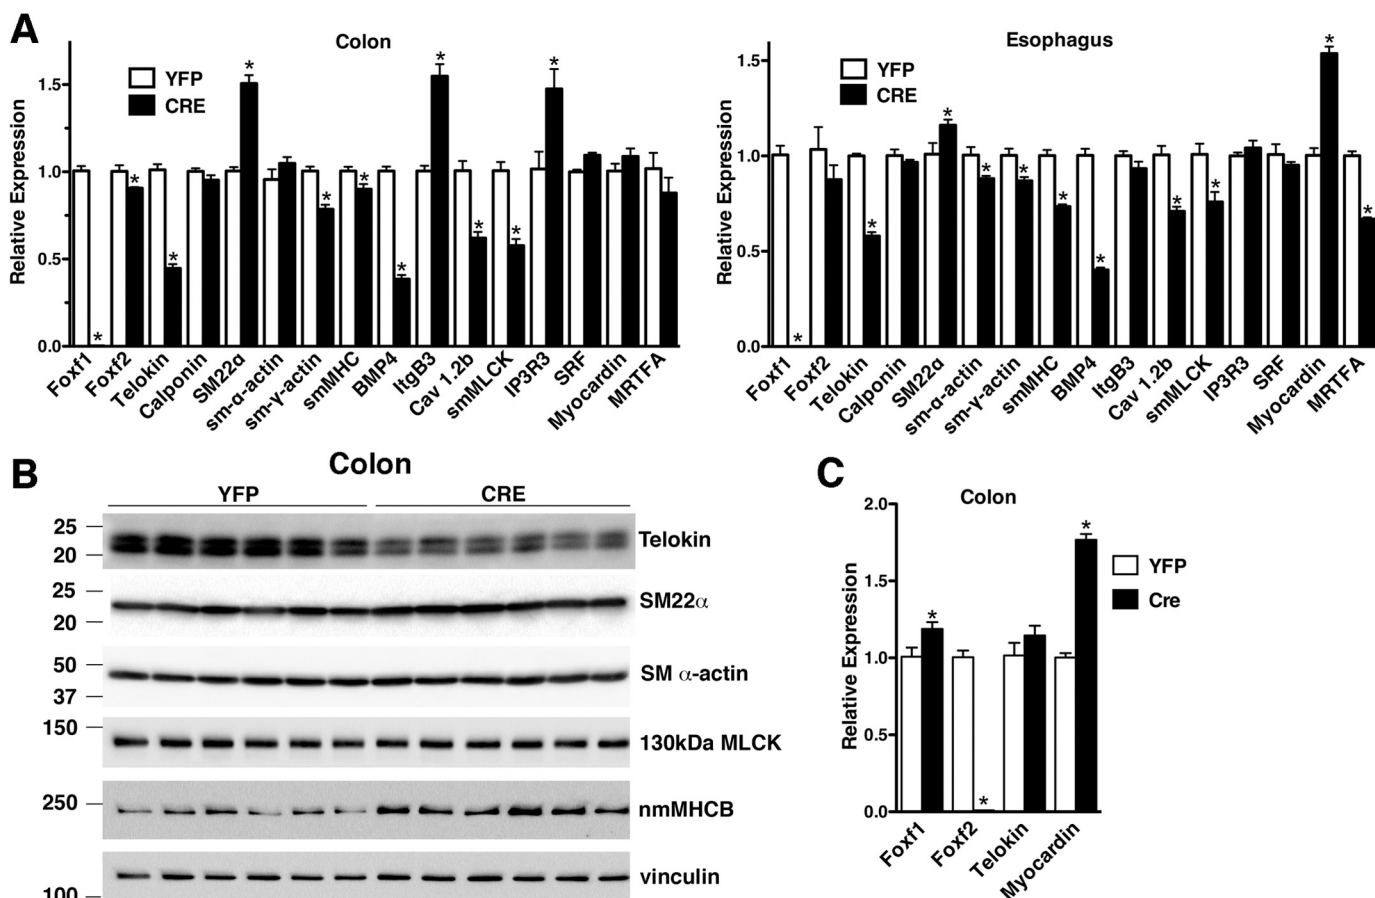 A
Colon
YFP
CRE
Relative Expression
1.5
1.0
0.5
0.0
*
*
*
*
*
*
*
*
*
*
*
Foxf1
Foxf2
Telokin
Calponin
SM22α
sm-α-actin
sm-γ-actin
smMHC
BMP4
ItgB3
Cav 1.2b
smMLCK
IP3R3
SRF
Myocardin
MRTFA
Esophagus
YFP
CRE
Relative Expression
1.5
1.0
0.5
0.0
*
*
*
*
*
*
*
*
*
*
*
Foxf1
Foxf2
Telokin
Calponin
SM22α
sm-α-actin
sm-γ-actin
smMHC
BMP4
ItgB3
Cav 1.2b
smMLCK
IP3R3
SRF
Myocardin
MRTFA
B
Colon
YFP CRE
25
20
Telokin
25
20
SM22α
50
37
SM α-actin
150
130kDa MLCK
250
nmMHCB
vinculin
100
C
Colon
YFP
Cre
Relative Expression
2.0
1.5
1.0
0.5
0.0
*
*
*
Foxf1
Foxf2
Telokin
Myocardin